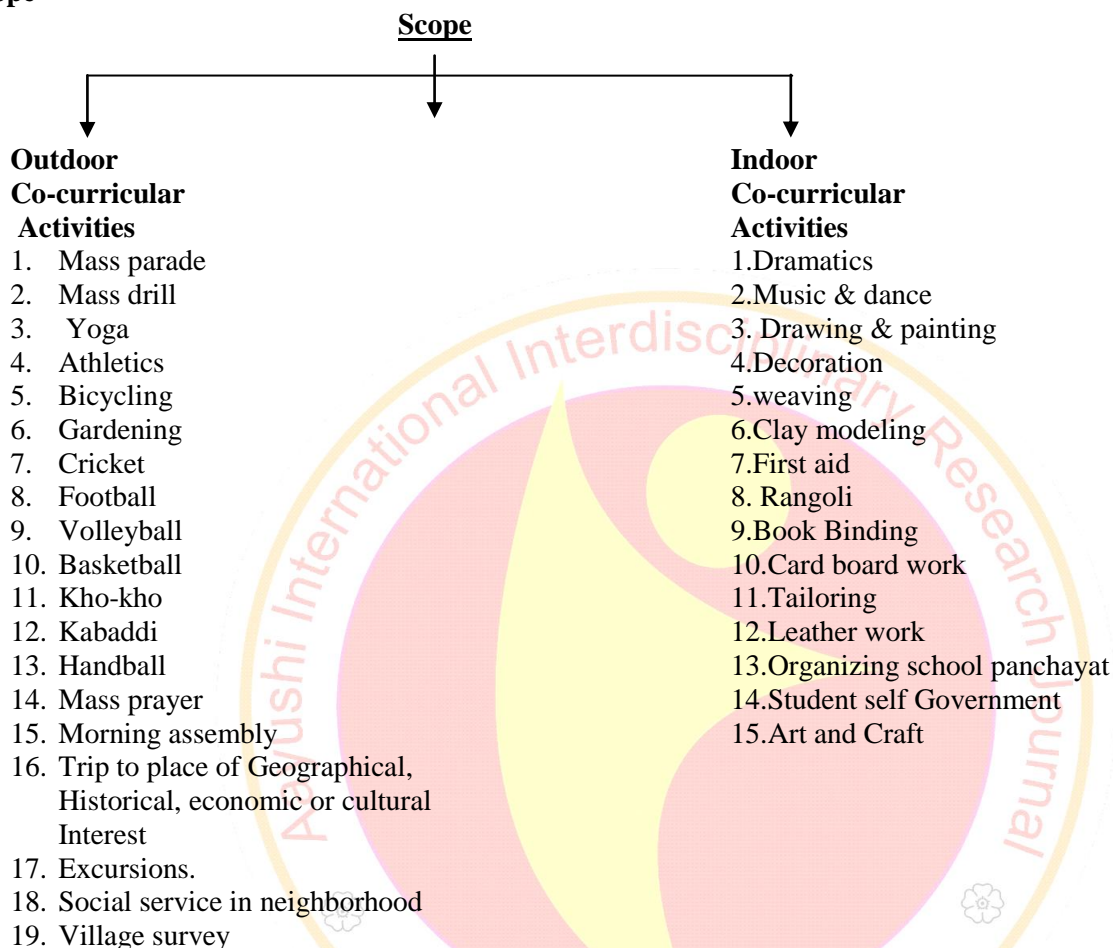 Scope
Outdoor
Co-curricular
Activities
1. Mass parade
2. Mass drill
3. Yoga
4. Athletics
5. Bicycling
6. Gardening
7. Cricket
8. Football
9. Volleyball
10. Basketball
11. Kho-kho
12. Kabaddi
13. Handball
14. Mass prayer
15. Morning assembly
16. Trip to place of Geographical,
Historical, economic or cultural
Interest
17. Excursions.
18. Social service in neighborhood
19. Village survey
Indoor
Co-curricular
Activities
1.Dramatics
2.Music & dance
3. Drawing & painting
4.Decoration
5.weaving
6.Clay modeling
7.First aid
8. Rangoli
9.Book Binding
10.Card board work
11.Tailoring
12.Leather work
13.Organizing school panchayat
14.Student self Government
15.Art and Craft
Aayushi International Interdisciplinary Research Journal